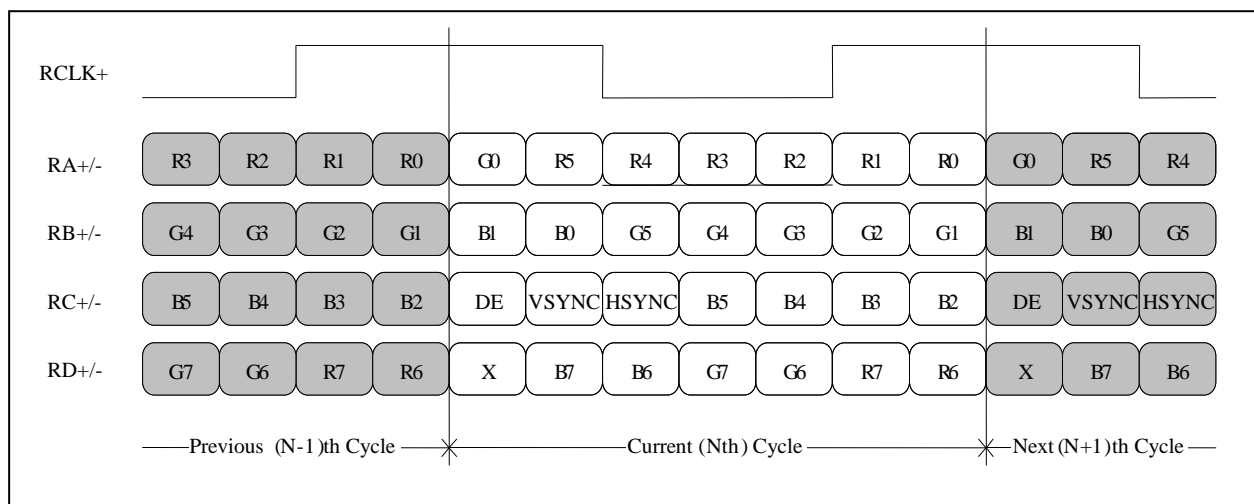 RCLK+
RA+/- R3 R2 R1 R0 G0 R5 R4 R3 R2 R1 R0 G0 R5 R4
RB+/- G4 G3 G2 G1 B1 B0 G5 G4 G3 G2 G1 B1 B0 G5
RC+/- B5 B4 B3 B2 DE VSYNC HSYNC B5 B4 B3 B2 DE VSYNC HSYNC
RD+/- G7 G6 R7 R6 X B7 B6 G7 G6 R7 R6 X B7 B6
Previous (N-1)th Cycle Current (Nth) Cycle Next (N+1)th Cycle